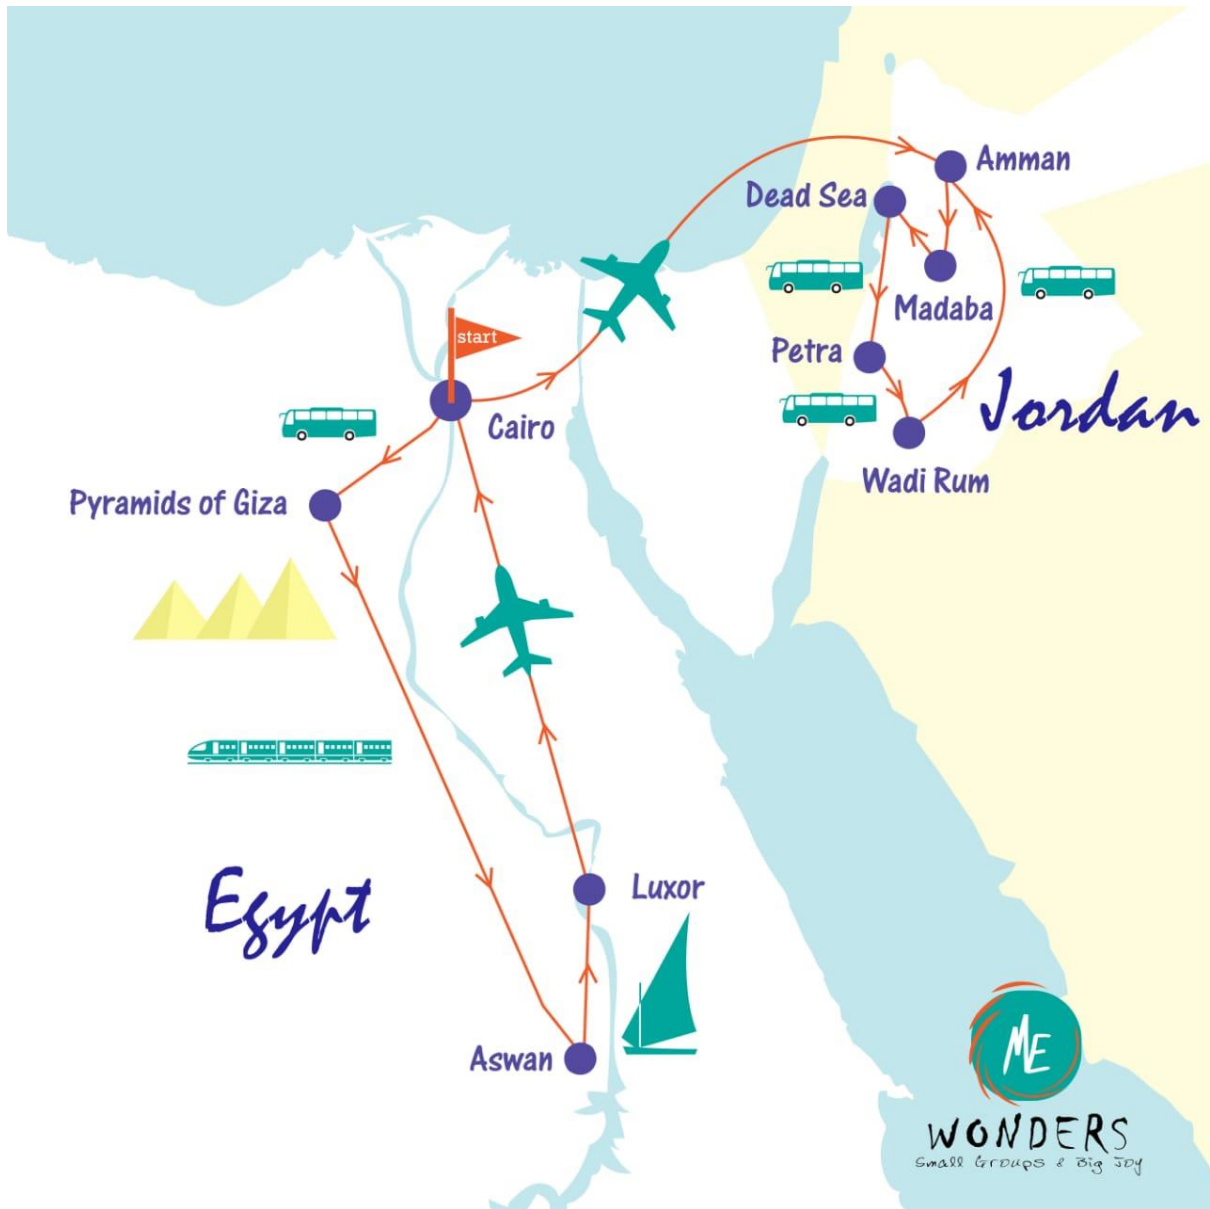 Amman
Dead Sea
Madaba
start
Petra
Jordan
Cairo
Wadi Rum
Pyramids of Giza
Egypt
Luxor
Aswan
ME
WONDERS
Small Groups & Big Joy